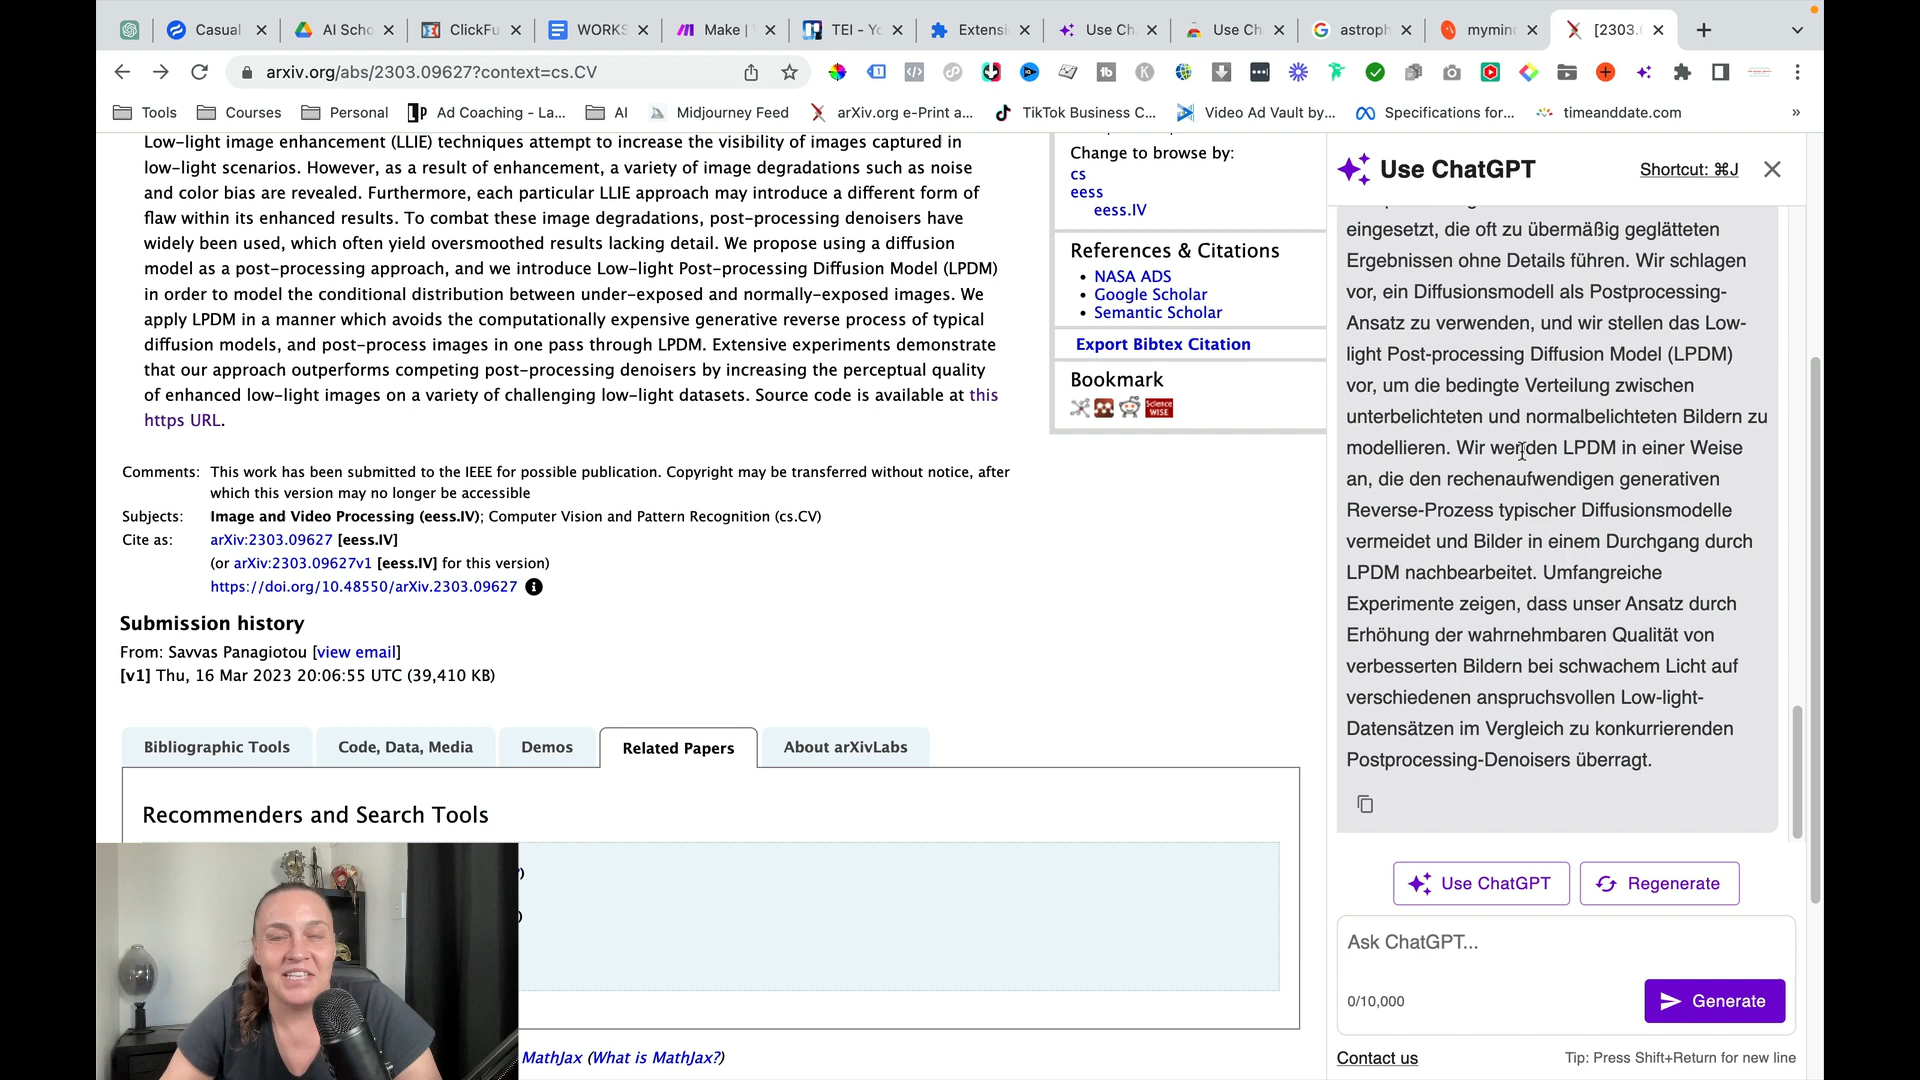 Casual
AI Scho
ClickFu
WORKS
Make |
TEI - Yo
Extensi
Use Ch
Use Ch
astroph
mymind
[2303.0
arxiv.org/abs/2303.09627?context=cs.CV
Tools
Courses
Personal
Ad Coaching - La...
AI
Midjourney Feed
arXiv.org e-Print a...
TikTok Business C...
Video Ad Vault by...
Specifications for...
timeanddate.com
»
Low-light image enhancement (LLIE) techniques attempt to increase the visibility of images captured in
low-light scenarios. However, as a result of enhancement, a variety of image degradations such as noise
and color bias are revealed. Furthermore, each particular LLIE approach may introduce a different form of
flaw within its enhanced results. To combat these image degradations, post-processing denoisers have
widely been used, which often yield oversmoothed results lacking detail. We propose using a diffusion
model as a post-processing approach, and we introduce Low-light Post-processing Diffusion Model (LPDM)
in order to model the conditional distribution between under-exposed and normally-exposed images. We
apply LPDM in a manner which avoids the computationally expensive generative reverse process of typical
diffusion models, and post-process images in one pass through LPDM. Extensive experiments demonstrate
that our approach outperforms competing post-processing denoisers by increasing the perceptual quality
of enhanced low-light images on a variety of challenging low-light datasets. Source code is available at this
https URL.
Comments: This work has been submitted to the IEEE for possible publication. Copyright may be transferred without notice, after
which this version may no longer be accessible
Subjects: Image and Video Processing (eess.IV); Computer Vision and Pattern Recognition (cs.CV)
Cite as: arXiv:2303.09627 [eess.IV]
(or arXiv:2303.09627v1 [eess.IV] for this version)
https://doi.org/10.48550/arXiv.2303.09627
Submission history
From: Savvas Panagiotou [view email]
[v1] Thu, 16 Mar 2023 20:06:55 UTC (39,410 KB)
Bibliographic Tools
Code, Data, Media
Demos
Related Papers
About arXivLabs
Recommenders and Search Tools
MathJax (What is MathJax?)
Change to browse by:
cs
eess
eess.IV
References & Citations
NASA ADS
Google Scholar
Semantic Scholar
Export Bibtex Citation
Bookmark
Science
WISE
Use ChatGPT
Shortcut: ⌘J
eingesetzt, die oft zu übermäßig geglätteten
Ergebnissen ohne Details führen. Wir schlagen
vor, ein Diffusionsmodell als Postprocessing-
Ansatz zu verwenden, und wir stellen das Low-
light Post-processing Diffusion Model (LPDM)
vor, um die bedingte Verteilung zwischen
unterbelichteten und normalbelichteten Bildern zu
modellieren. Wir wenden LPDM in einer Weise
an, die den rechenaufwendigen generativen
Reverse-Prozess typischer Diffusionsmodelle
vermeidet und Bilder in einem Durchgang durch
LPDM nachbearbeitet. Umfangreiche
Experimente zeigen, dass unser Ansatz durch
Erhöhung der wahrnehmbaren Qualität von
verbesserten Bildern bei schwachem Licht auf
verschiedenen anspruchsvollen Low-light-
Datensätzen im Vergleich zu konkurrierenden
Postprocessing-Denoisers überragt.
Use ChatGPT
Regenerate
Ask ChatGPT...
0/10,000
Generate
Contact us
Tip: Press Shift+Return for new line